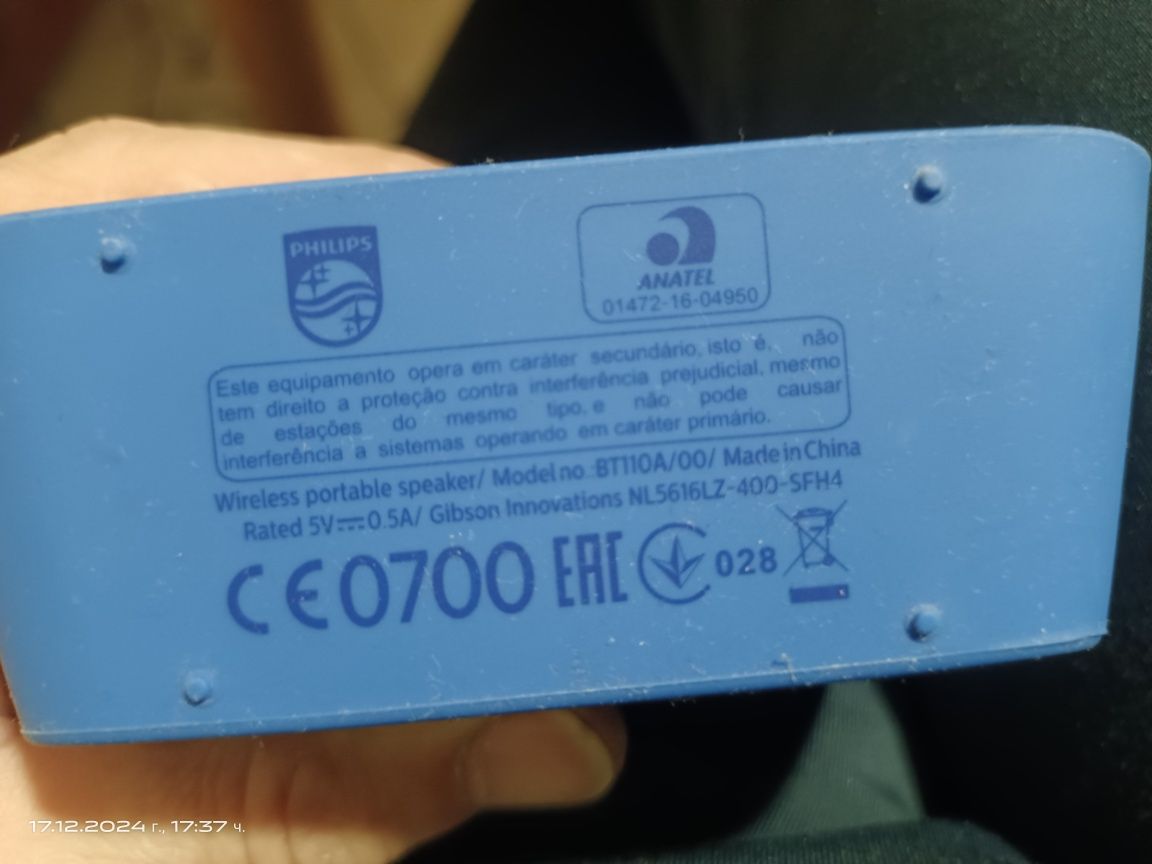 PHILIPS
ANATEL
01472-16-04950
Este equipamento opera em caráter secundário, isto é, não
tem direito a proteção contra interferência prejudicial, mesmo
de estações do mesmo tipo, e não pode causar
interferência a sistemas operando em caráter primário.
Wireless portable speaker/ Model no .BT110A/00/ Made in China
Rated 5V⎓0.5A/ Gibson Innovations NL5616LZ-400-SFH4
CE0700 EAC 028
17.12.2024 г., 17:37 ч.